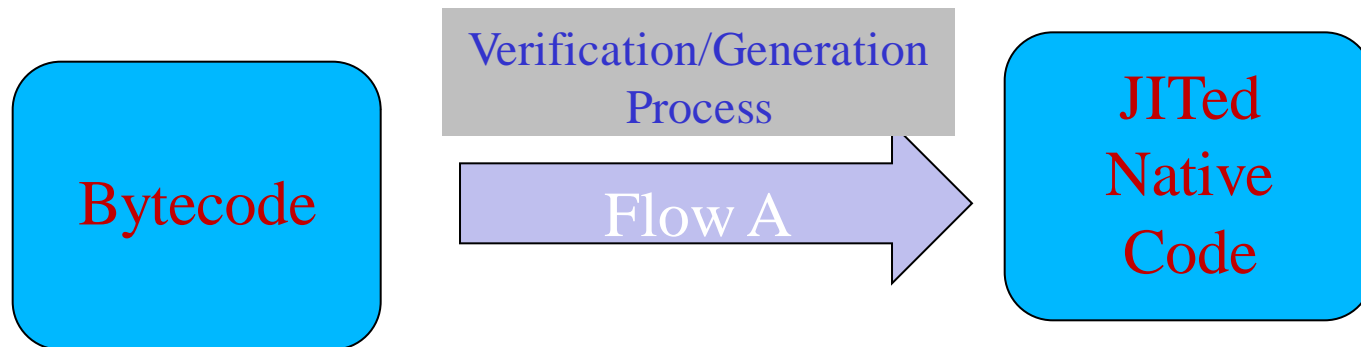 Bytecode
Verification/Generation
Process
Flow A
JITed
Native
Code